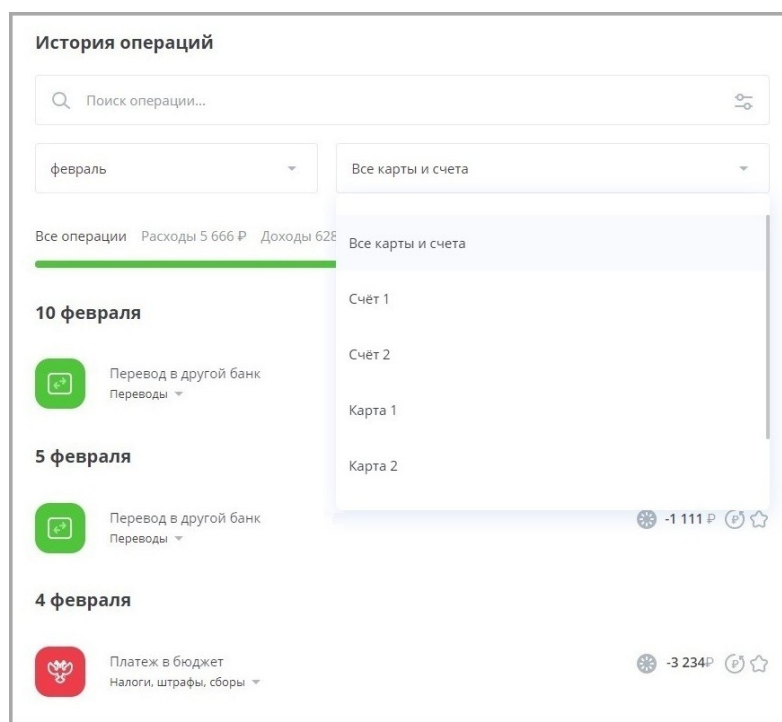 История операций
Поиск операции...
февраль
Все карты и счета
Все операции Расходы 5 666 ₽ Доходы 628
Все карты и счета
Счёт 1
Счёт 2
Карта 1
Карта 2
10 февраля
Перевод в другой банк
Переводы
5 февраля
Перевод в другой банк
-1 111 ₽
Переводы
4 февраля
Платеж в бюджет
-3 234₽
Налоги, штрафы, сборы